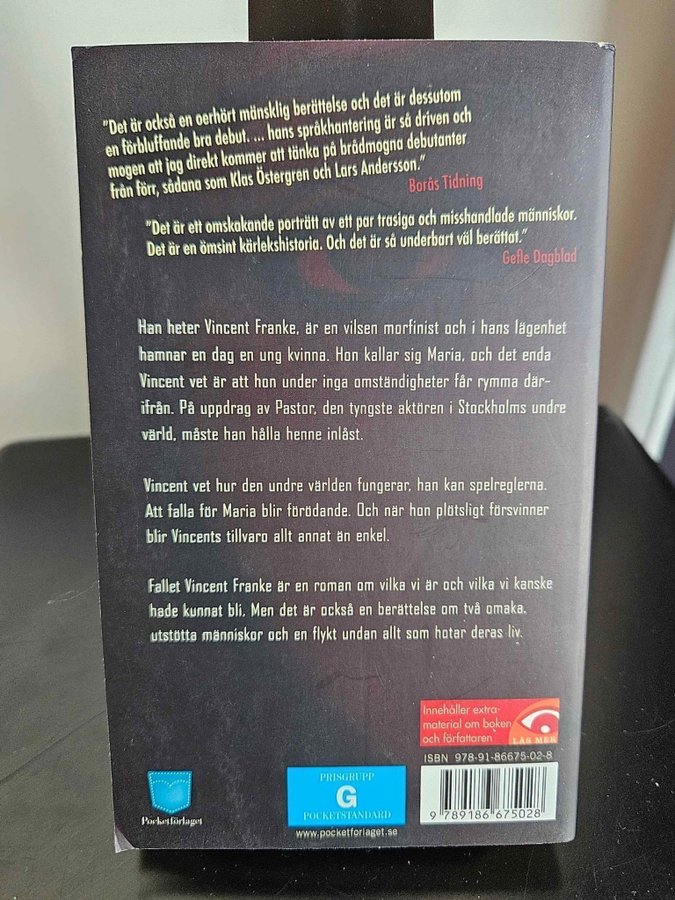 "Det är också en oerhört mänsklig berättelse och det är dessutom
en förbluffande bra debut. ... hans språkhantering är så driven och
mogen att jag direkt kommer att tänka på brådmogna debutanter
från förr, sådana som Klas Östergren och Lars Andersson."
Borås Tidning
"Det är ett omskakande porträtt av ett par trasiga och misshandlade människor.
Det är en ömsint kärlekshistoria. Och det är så underbart väl berättat."
Gefle Dagblad
Han heter Vincent Franke, är en vilsen morfinist och i hans lägenhet
hamnar en dag en ung kvinna. Hon kallar sig Maria, och det enda
Vincent vet är att hon under inga omständigheter får rymma där-
ifrån. På uppdrag av Pastor, den tyngste aktören i Stockholms undre
värld, måste han hålla henne inlåst.
Vincent vet hur den undre världen fungerar, han kan spelreglerna.
Att falla för Maria blir förödande. Och när hon plötsligt försvinner
blir Vincents tillvaro allt annat än enkel.
Fallet Vincent Franke är en roman om vilka vi är och vilka vi kanske
hade kunnat bli. Men det är också en berättelse om två omaka,
utstötta människor och en flykt undan allt som hotar deras liv.
Innehåller extra-
material om boken
och författaren
LÄS MER
ISBN 978-91-86675-02-8
9 789186 675028
PRISGRUPP
G
POCKETSTANDARD
www.pocketforlaget.se
Pocketförlaget